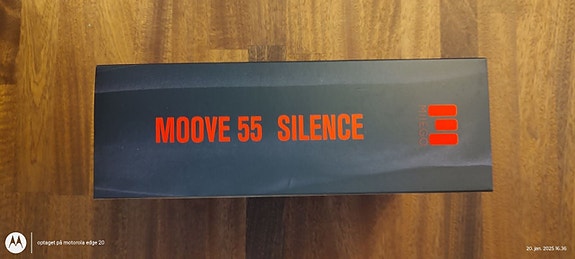 MOOVE 55 SILENCE
optaget på motorola edge 20
20. jan. 2025 16.36